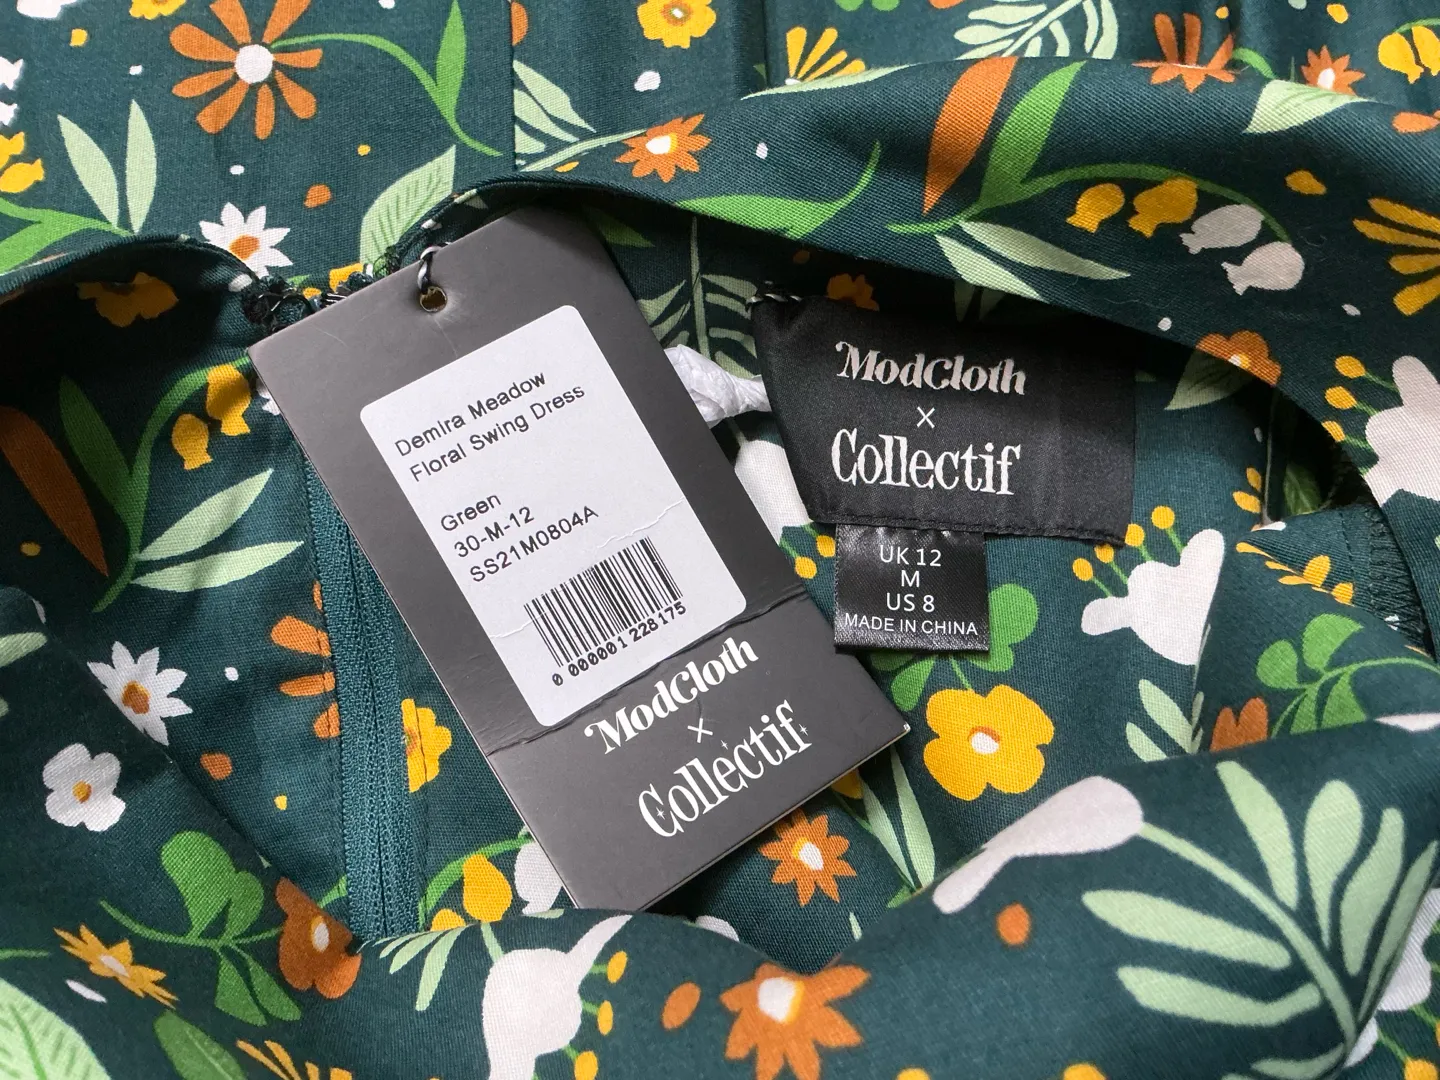 Demira Meadow
Floral Swing Dress
Green
30-M-12
SS21M0804A
0 000001 228175
ModCloth
×
Collectif
ModCloth
×
Collectif
UK 12
M
US 8
MADE IN CHINA